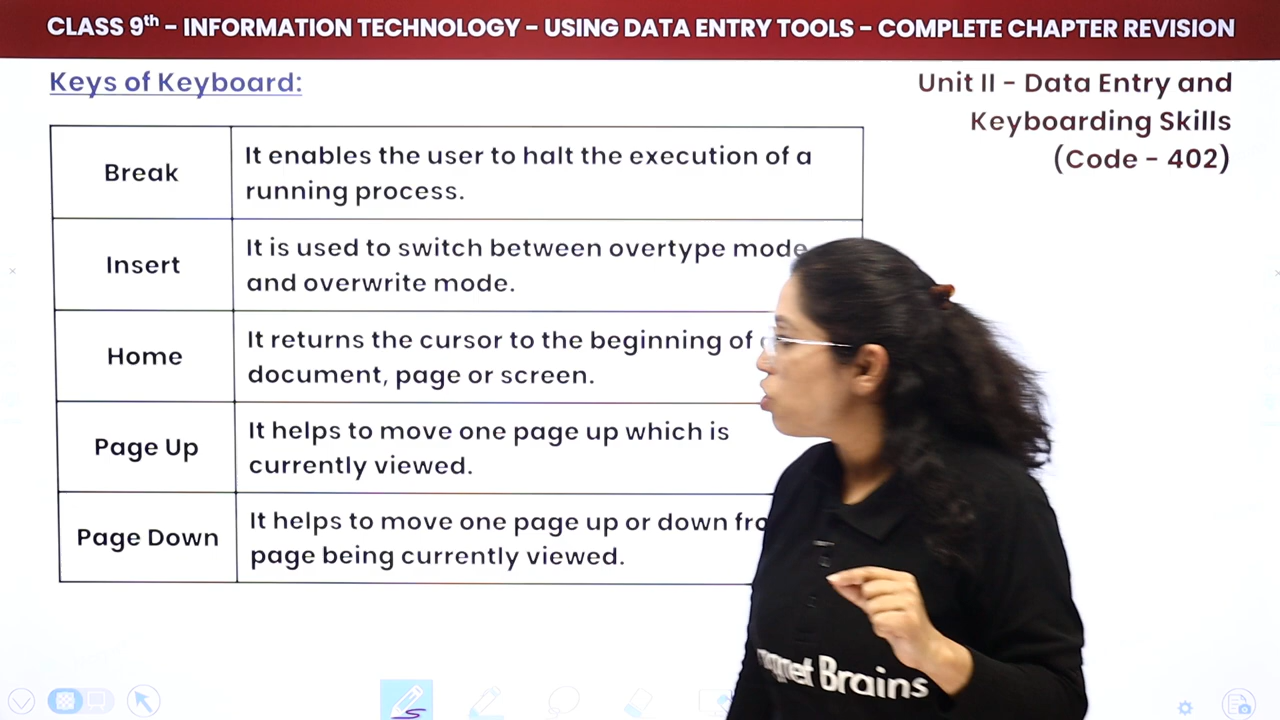 CLASS 9th – INFORMATION TECHNOLOGY – USING DATA ENTRY TOOLS – COMPLETE CHAPTER REVISION
Keys of Keyboard:
Unit II – Data Entry and
Keyboarding Skills
(Code – 402)
Break
It enables the user to halt the execution of a
running process.
Insert
It is used to switch between overtype mode
and overwrite mode.
Home
It returns the cursor to the beginning of
document, page or screen.
Page Up
It helps to move one page up which is
currently viewed.
Page Down
It helps to move one page up or down
page being currently viewed.
Brains